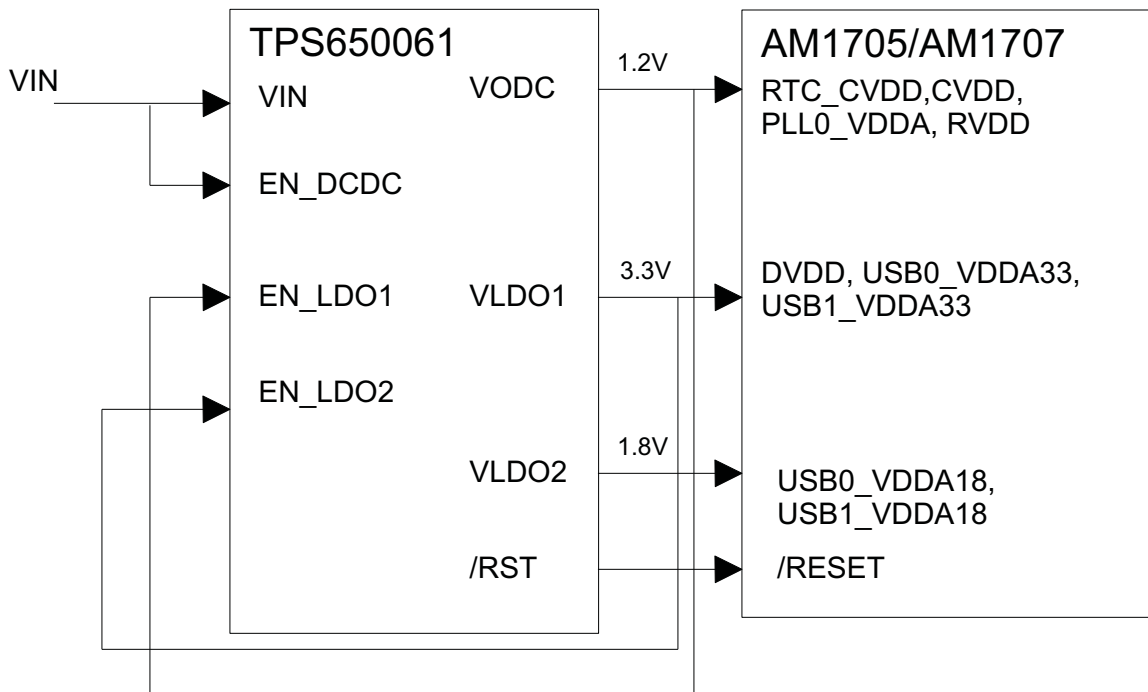 TPS650061
AM1705/AM1707
VIN
VIN
VODC
1.2V
RTC_CVDD,CVDD,
PLL0_VDDA, RVDD
EN_DCDC
EN_LDO1
VLDO1
3.3V
DVDD, USB0_VDDA33,
USB1_VDDA33
EN_LDO2
VLDO2
1.8V
USB0_VDDA18,
USB1_VDDA18
/RST
/RESET